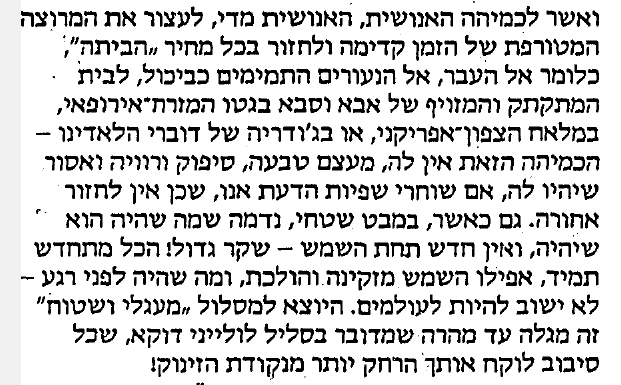 ואשר לכמיהה האנושית, האנושית מדי, לעצור את המרוצה
המטורפת של הזמן קדימה ולחזור בכל מחיר „הביתה”,
כלומר אל העבר, אל הנעורים התמימים כביכול, לבית
המתקתק והמזויף של אבא וסבא בגטו המזרח־אירופאי,
במלאח הצפון־אפריקני, או בג'ודריה של דוברי הלאדינו –
הכמיהה הזאת אין לה, מעצם טבעה, סיפוק ורוויה ואסור
שיהיו לה, אם שוחרי שפיות הדעת אנו, שכן אין לחזור
אחורה. גם כאשר, במבט שטחי, נדמה שמה שהיה הוא
שיהיה, ואין חדש תחת השמש – שקר גדול! הכל מתחדש
תמיד, אפילו השמש מזקינה והולכת, ומה שהיה לפני רגע –
לא ישוב להיות לעולמים. היוצא למסלול „מעגלי ושטוח”
זה מגלה עד מהרה שמדובר בסליל לולייני דוקא, שכל
סיבוב לוקח אותך הרחק יותר מנקודת הזינוק!